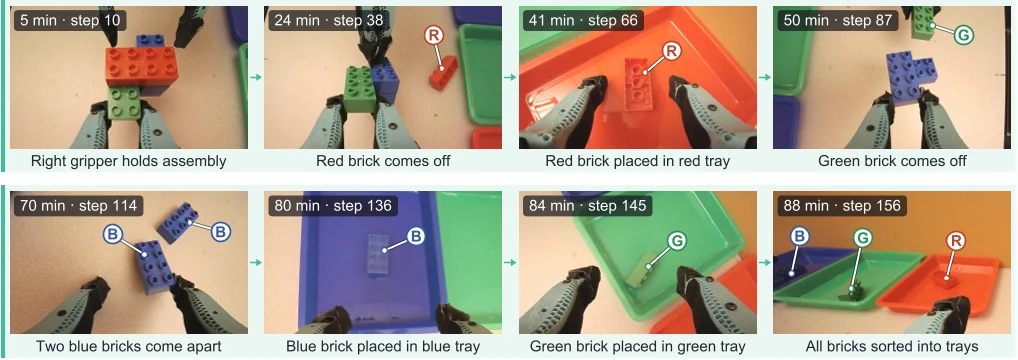 5 min · step 10
Right gripper holds assembly
24 min · step 38
R
Red brick comes off
41 min · step 66
R
Red brick placed in red tray
50 min · step 87
G
Green brick comes off
70 min · step 114
B
B
Two blue bricks come apart
80 min · step 136
B
Blue brick placed in blue tray
84 min · step 145
G
Green brick placed in green tray
88 min · step 156
B
G
R
All bricks sorted into trays